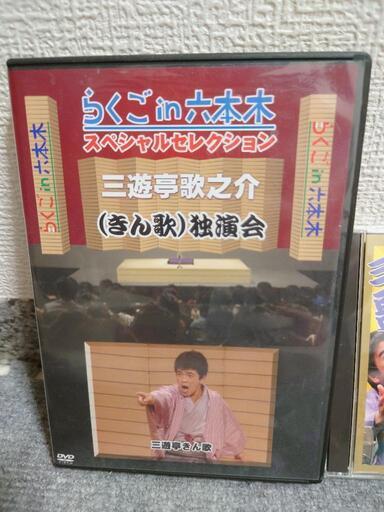 らくごin六本木
スペシャルセレクション
三遊亭歌之介
(きん歌)独演会
らくごin六本木
らくごin六本木
三遊亭きん歌
DVD
VIDEO